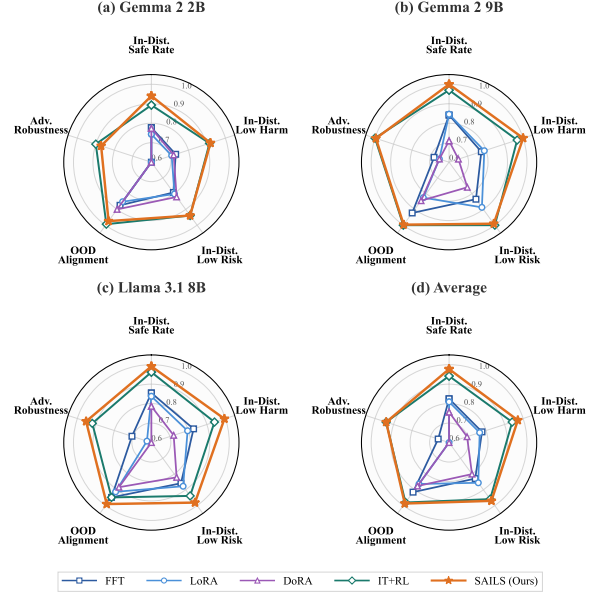 (a) Gemma 2 2B
In-Dist.
Safe Rate
1.0
0.9
0.8
0.7
0.6
Adv.
Robustness
In-Dist.
Low Harm
OOD
Alignment
In-Dist.
Low Risk
(b) Gemma 2 9B
In-Dist.
Safe Rate
1.0
0.9
0.8
0.7
0.6
Adv.
Robustness
In-Dist.
Low Harm
OOD
Alignment
In-Dist.
Low Risk
(c) Llama 3.1 8B
In-Dist.
Safe Rate
1.0
0.9
0.8
0.7
0.6
Adv.
Robustness
In-Dist.
Low Harm
OOD
Alignment
In-Dist.
Low Risk
(d) Average
In-Dist.
Safe Rate
1.0
0.9
0.8
0.7
0.6
Adv.
Robustness
In-Dist.
Low Harm
OOD
Alignment
In-Dist.
Low Risk
FFT LoRA DoRA IT+RL SAILS (Ours)